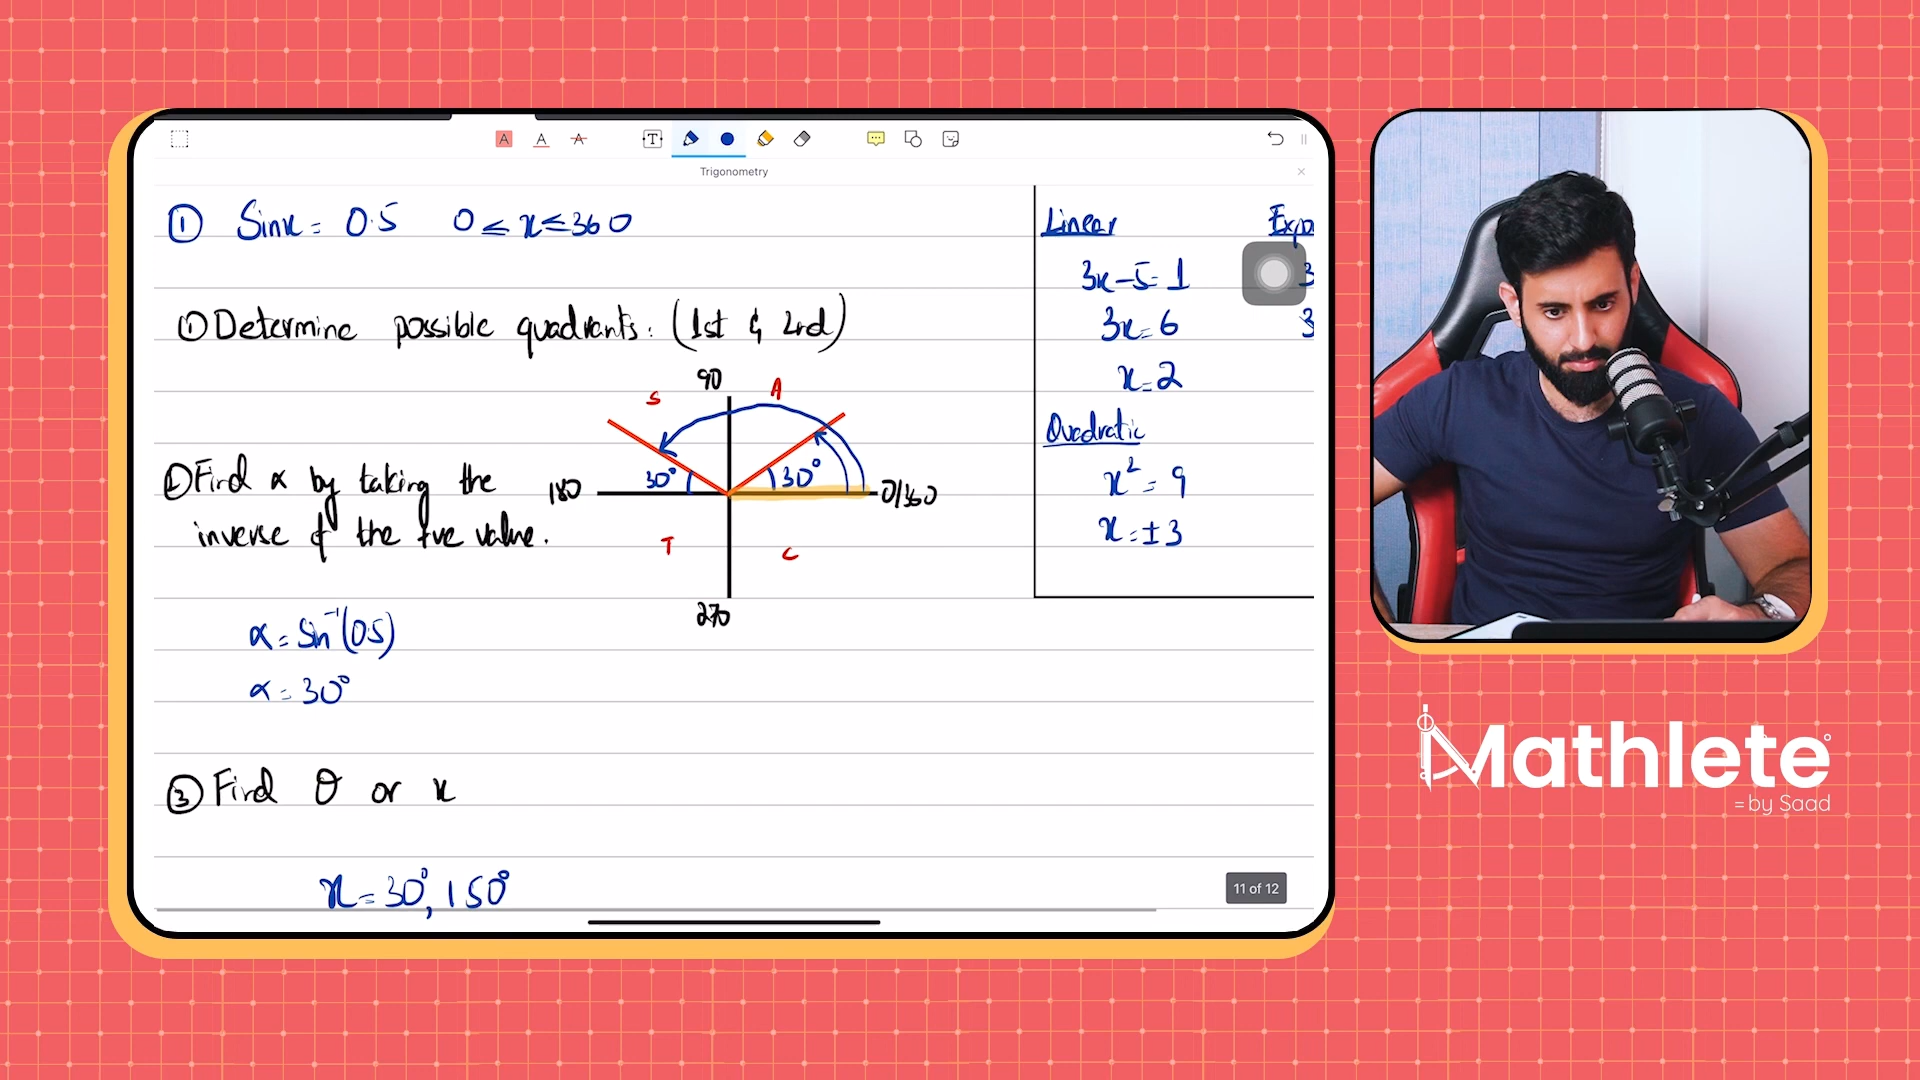 Trigonometry
① Sinx = 0.5 0 ≤ x ≤ 360
① Determine possible quadrants: (1st & 2nd)
90
S A
30° 30°
180 0/360
T C
270
② Find α by taking the
inverse of the +ve value.
α = Sin⁻¹(0.5)
α = 30°
③ Find θ or x
x = 30°, 150°
Linear
3x-5=1
3x=6
x=2
Quadratic
x² = 9
x = ±3
Expo
3
3
11 of 12
Mathlete
= by Saad